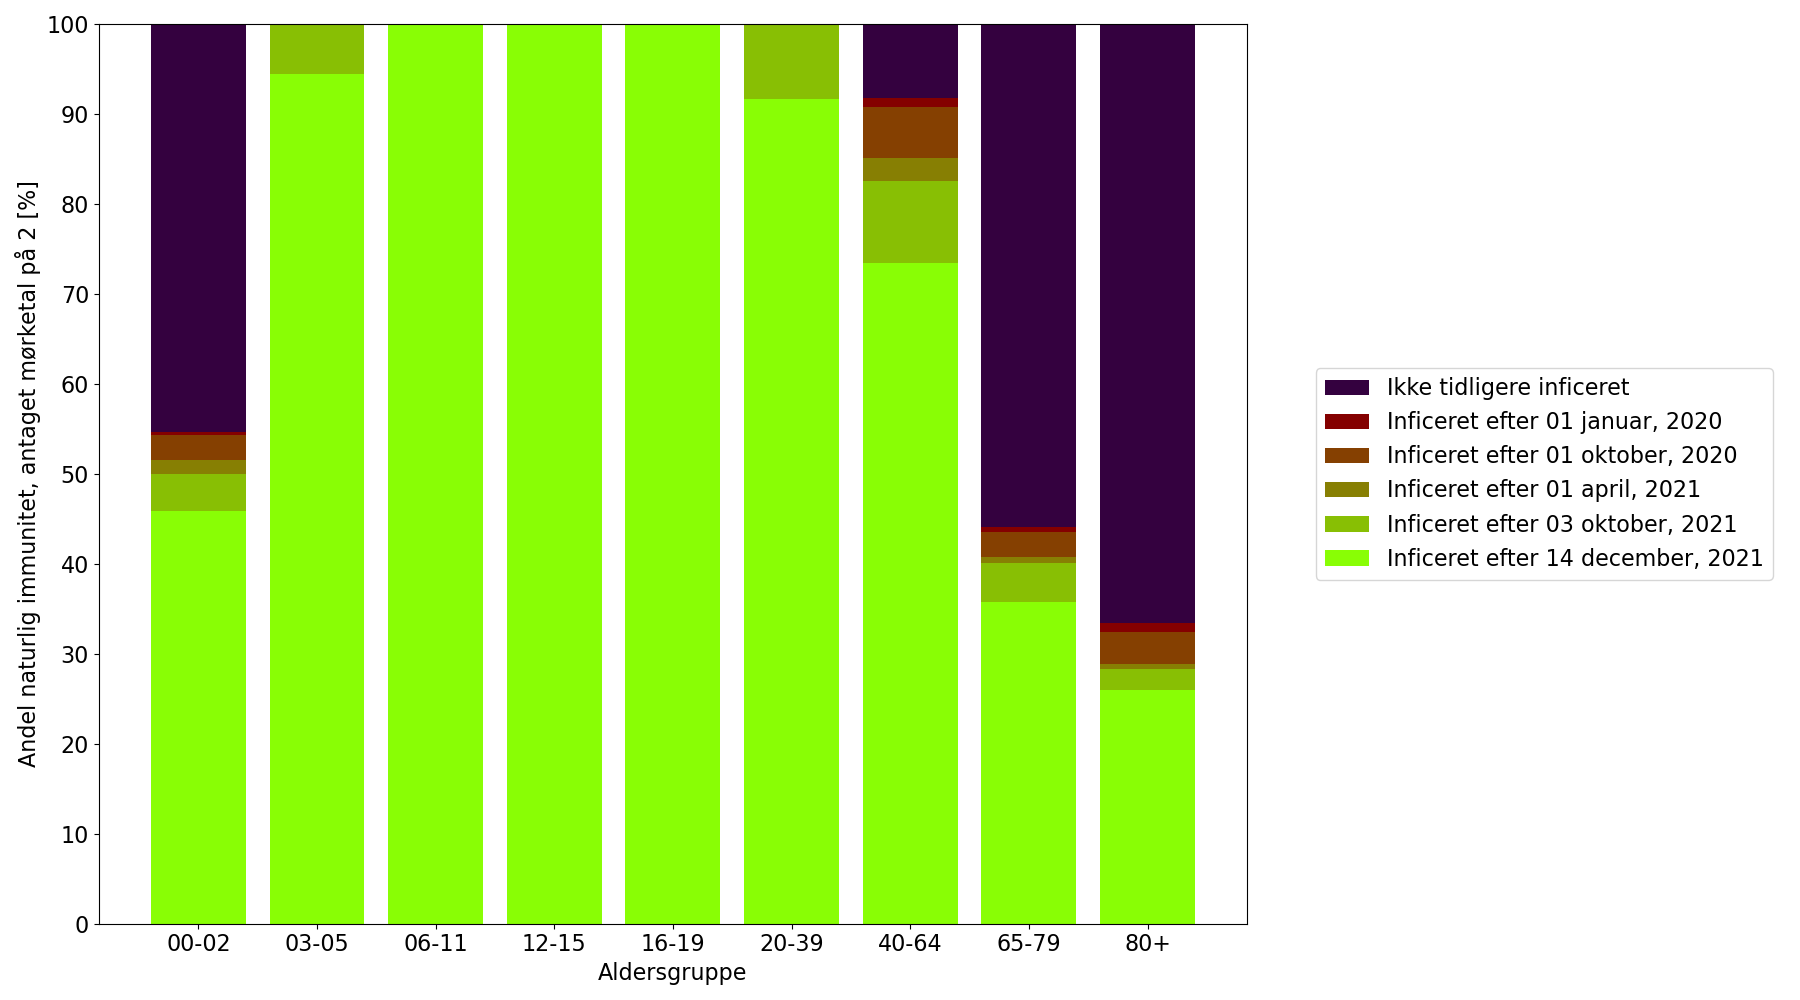 Andel naturlig immunitet, antaget mørketal på 2 [%]
100
90
80
70
60
50
40
30
20
10
0
00-02
03-05
06-11
12-15
16-19
20-39
40-64
65-79
80+
Aldersgruppe
Ikke tidligere inficeret
Inficeret efter 01 januar, 2020
Inficeret efter 01 oktober, 2020
Inficeret efter 01 april, 2021
Inficeret efter 03 oktober, 2021
Inficeret efter 14 december, 2021